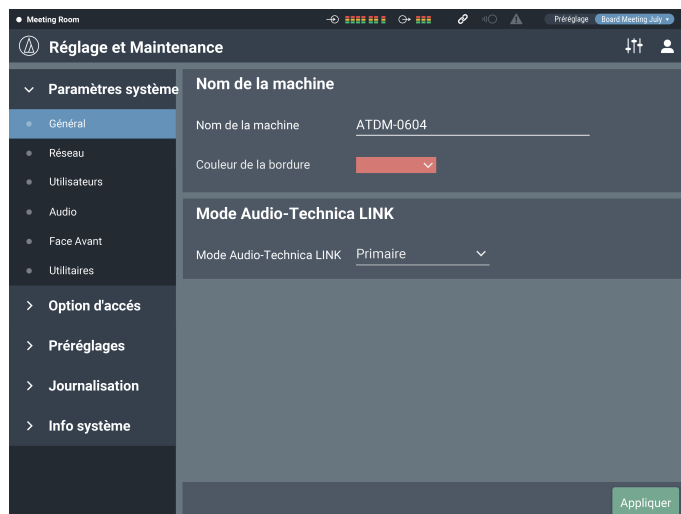 Meeting Room
Préréglage
Board Meeting July
Réglage et Maintenance
Paramètres système
Général
Réseau
Utilisateurs
Audio
Face Avant
Utilitaires
Option d'accés
Préréglages
Journalisation
Info système
Nom de la machine
Nom de la machine ATDM-0604
Couleur de la bordure
Mode Audio-Technica LINK
Mode Audio-Technica LINK Primaire
Appliquer